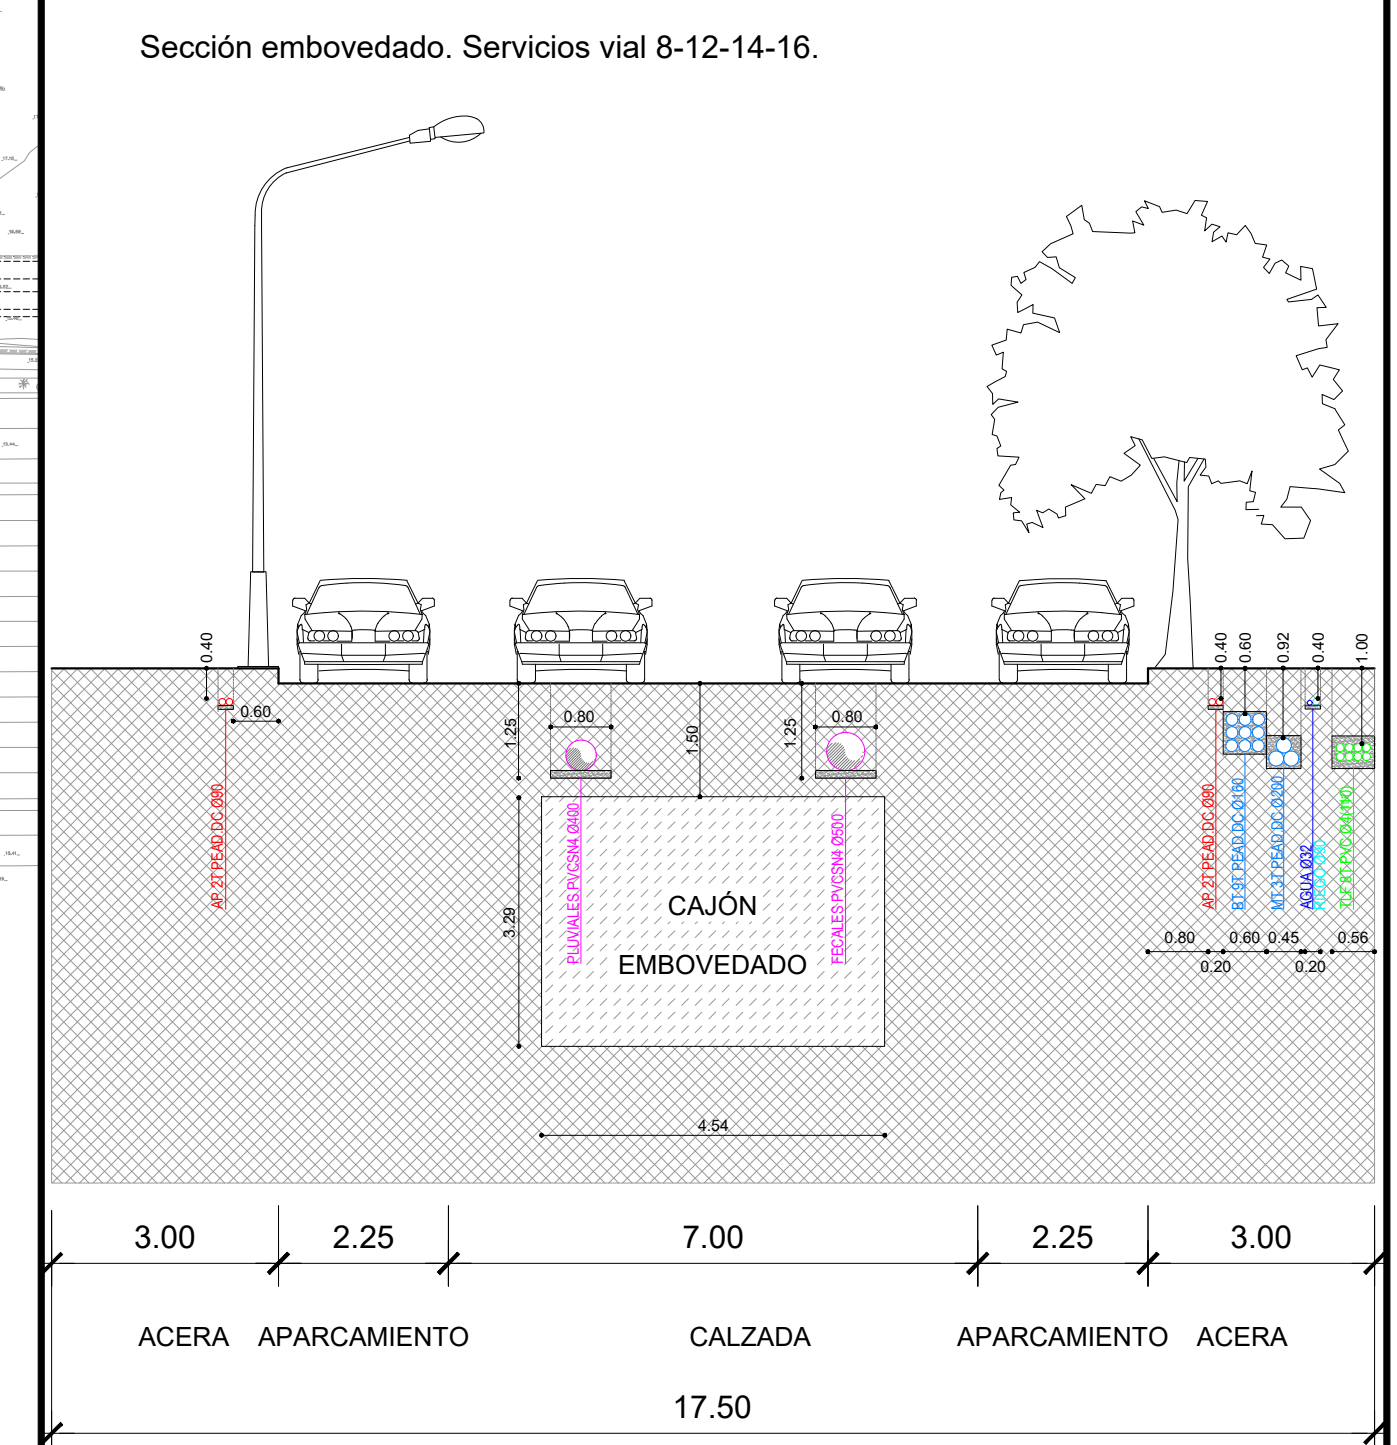 Sección embovedado. Servicios vial 8-12-14-16.
0.40
0.60
AP 2T PEAD.DC.Ø90
1.25
0.80
1.50
1.25
0.80
0.40
0.60
0.92
0.40
1.00
PLUVIALES PVCSN4 Ø400
FECALES PVCSN4 Ø500
3.29
CAJÓN
EMBOVEDADO
4.54
AP 2T PEAD.DC.Ø90
BT 9T PEAD.DC Ø160
MT 3T PEAD.DC Ø200
AGUA Ø32
RIEGO Ø90
TLF 8T PVC Ø4(110)
0.80
0.20
0.60
0.45
0.20
0.56
3.00
2.25
7.00
2.25
3.00
ACERA
APARCAMIENTO
CALZADA
APARCAMIENTO
ACERA
17.50